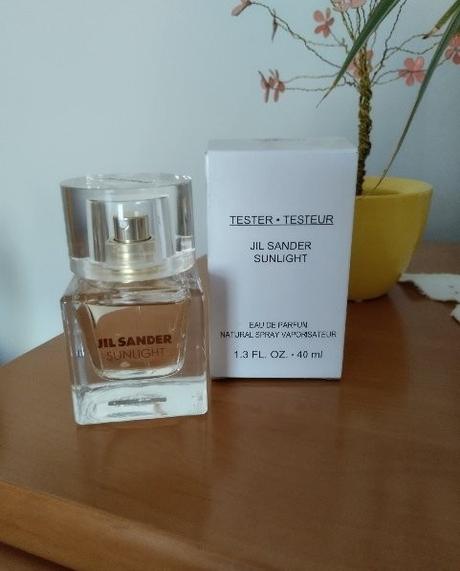 JIL SANDER
SUNLIGHT
TESTER • TESTEUR
JIL SANDER
SUNLIGHT
EAU DE PARFUM
NATURAL SPRAY VAPORISATEUR
1.3 FL. OZ. • 40 ml